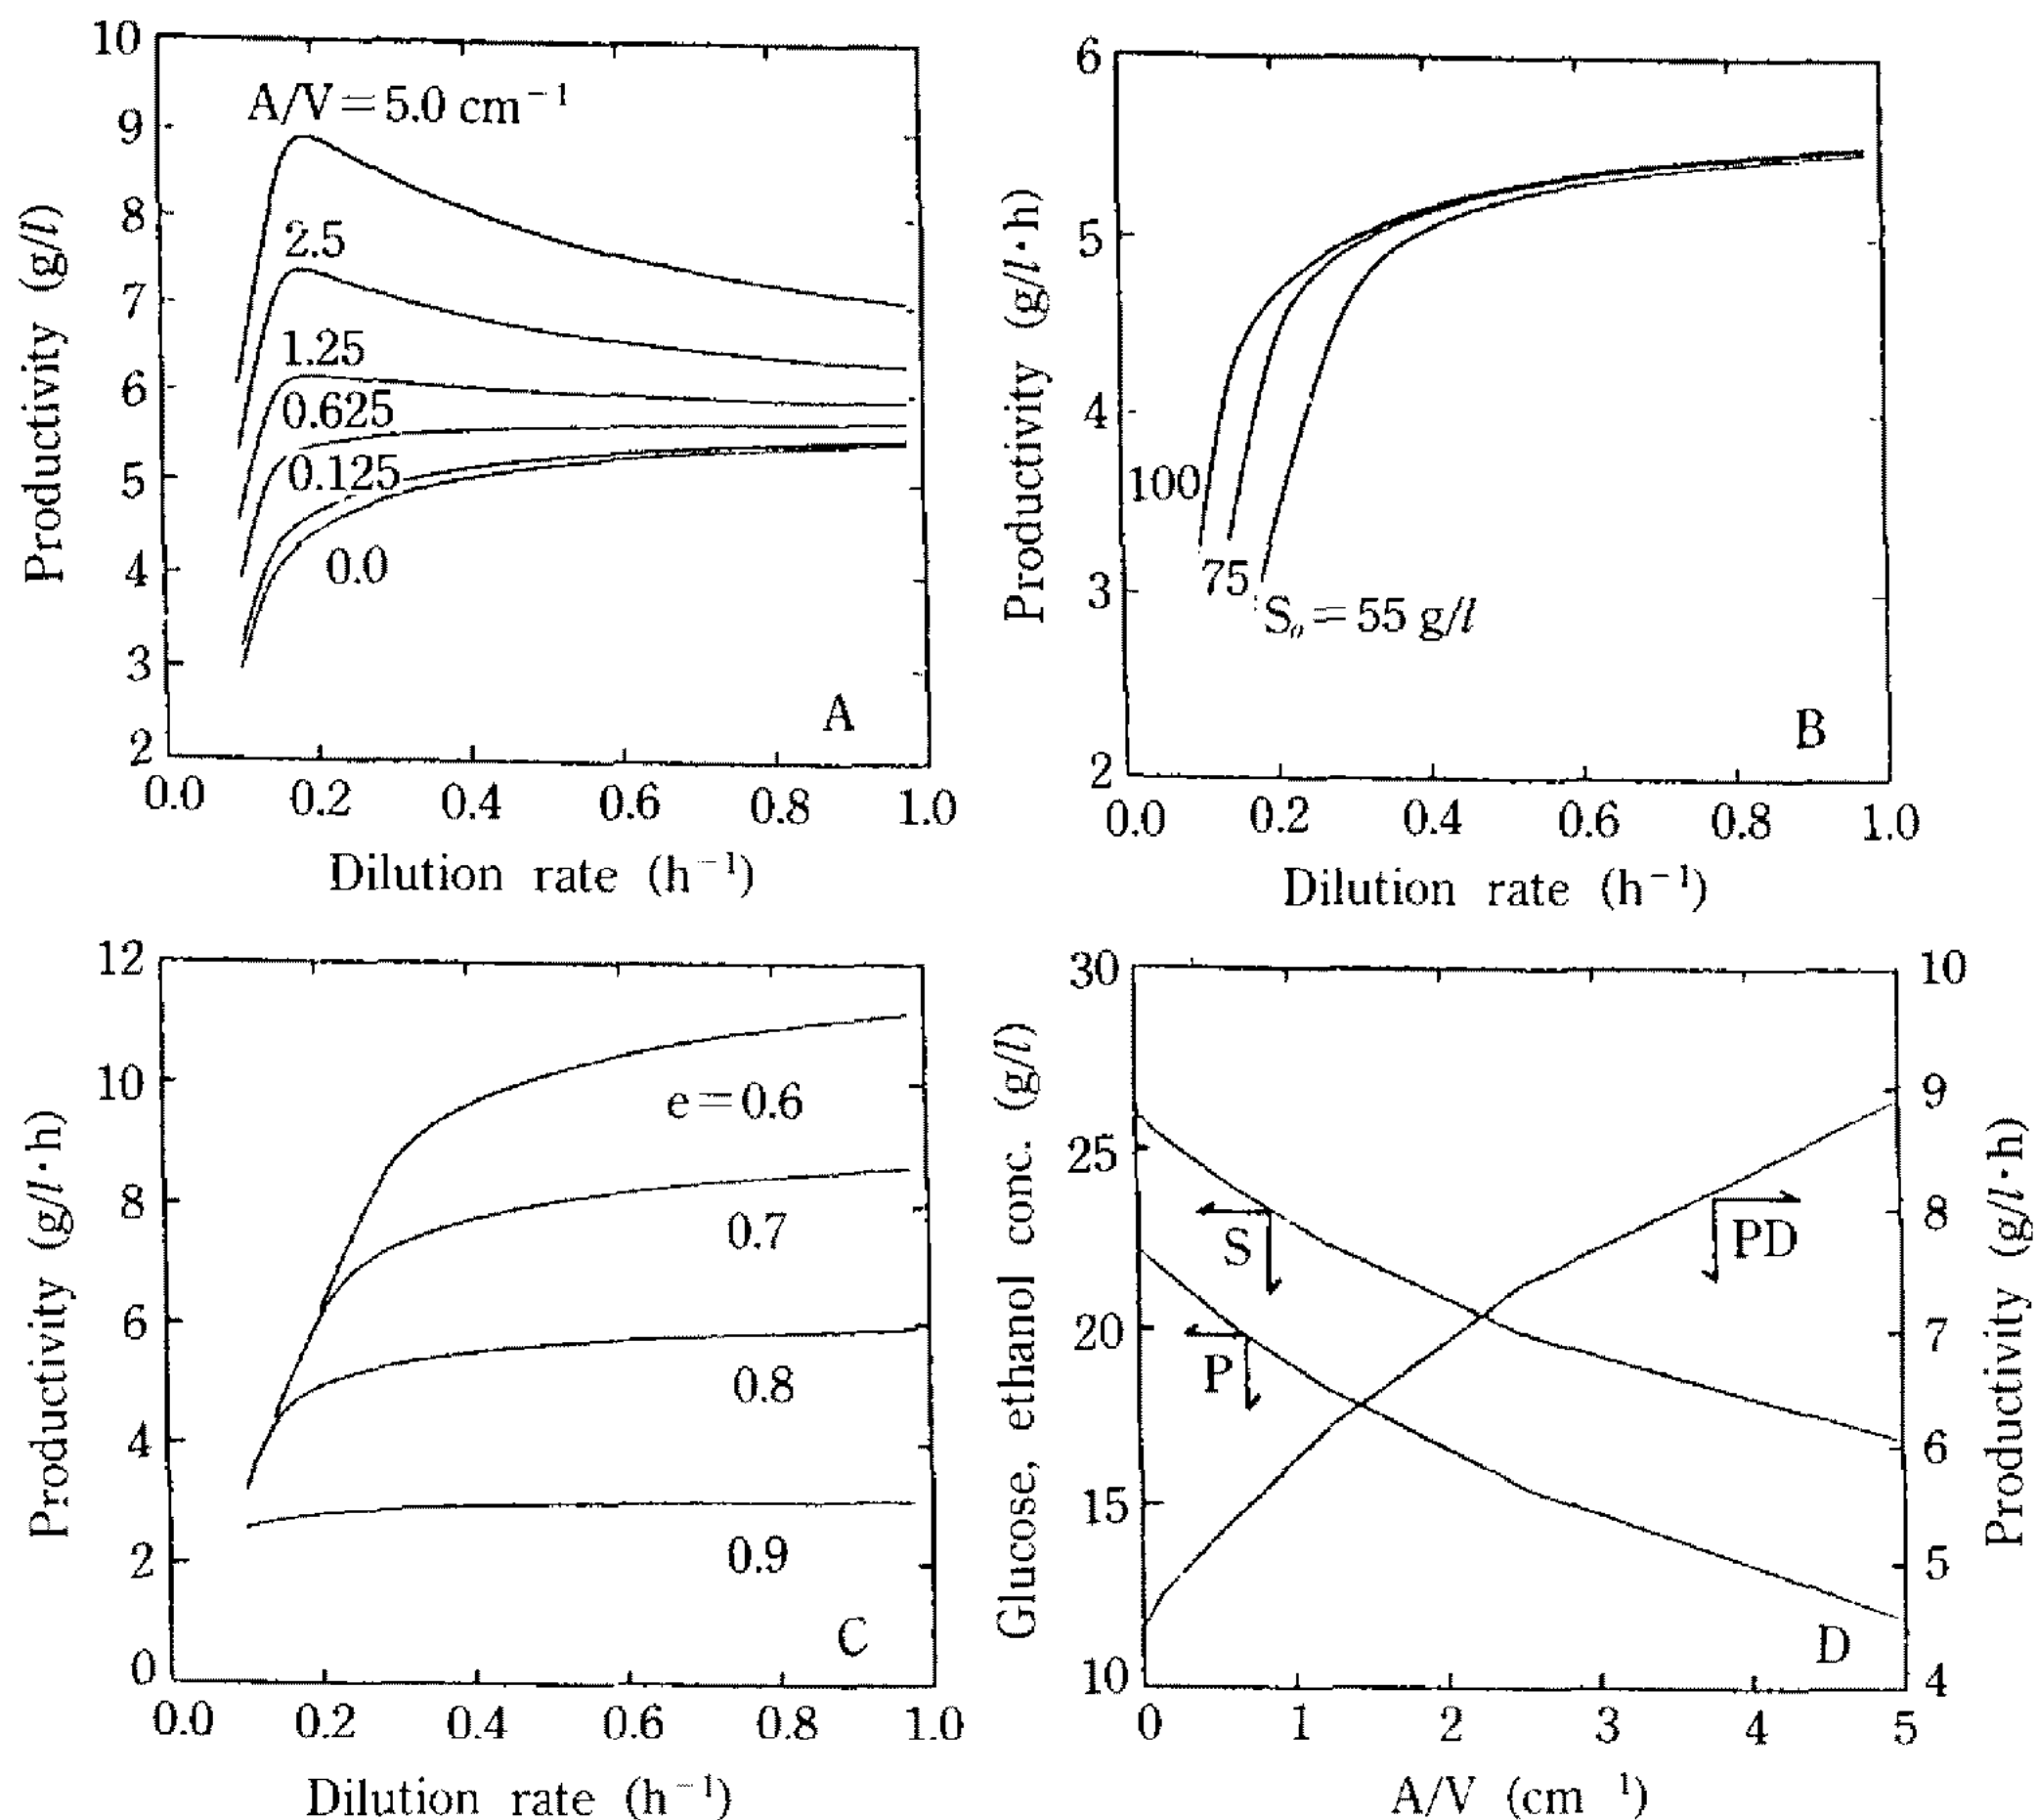 Productivity (g/l)
10
9
8
7
6
5
4
3
2
A/V=5.0 cm⁻¹
2.5
1.25
0.625
0.125
0.0
A
0.0 0.2 0.4 0.6 0.8 1.0
Dilution rate (h⁻¹)
Productivity (g/l·h)
6
5
4
3
2
100
75
Sₒ=55 g/l
B
0.0 0.2 0.4 0.6 0.8 1.0
Dilution rate (h⁻¹)
Productivity (g/l·h)
12
10
8
6
4
2
0
e=0.6
0.7
0.8
0.9
C
0.0 0.2 0.4 0.6 0.8 1.0
Dilution rate (h⁻¹)
Glucose, ethanol conc. (g/l)
30
25
20
15
10
S
P
PD
D
10
9
8
7
6
5
4
Productivity (g/l·h)
0 1 2 3 4 5
A/V (cm ¹)